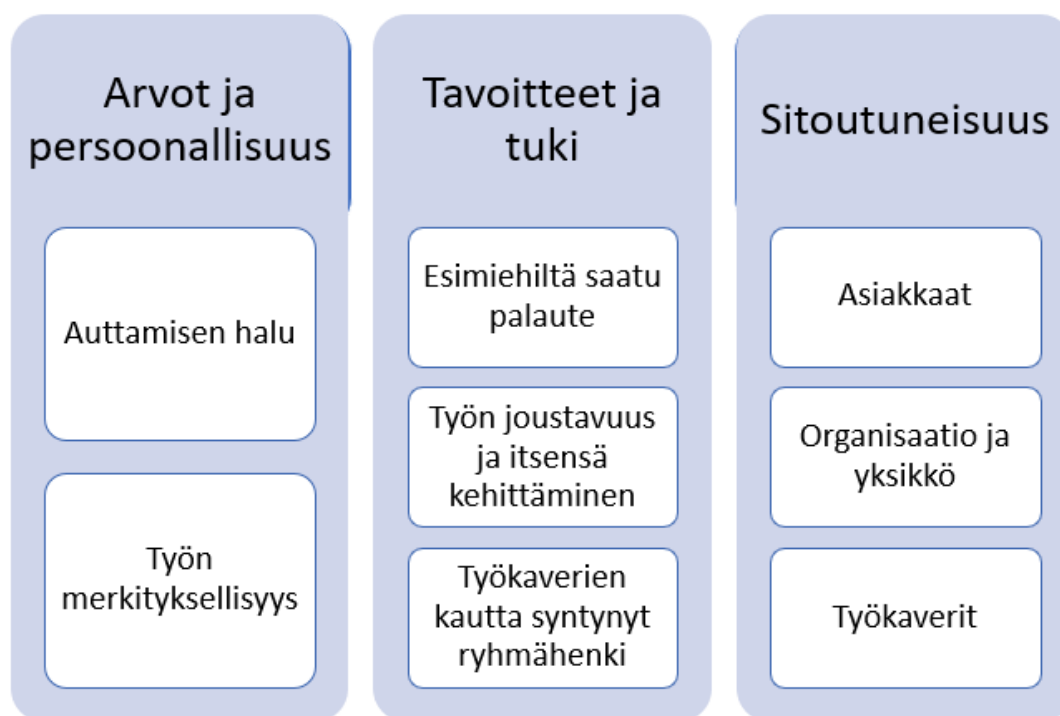 Arvot ja
persoonallisuus
Auttamisen halu
Työn
merkityksellisyys
Tavoitteet ja
tuki
Esimiehiltä saatu
palaute
Työn joustavuus
ja itsensä
kehittäminen
Työkaverien
kautta syntynyt
ryhmähenki
Sitoutuneisuus
Asiakkaat
Organisaatio ja
yksikkö
Työkaverit